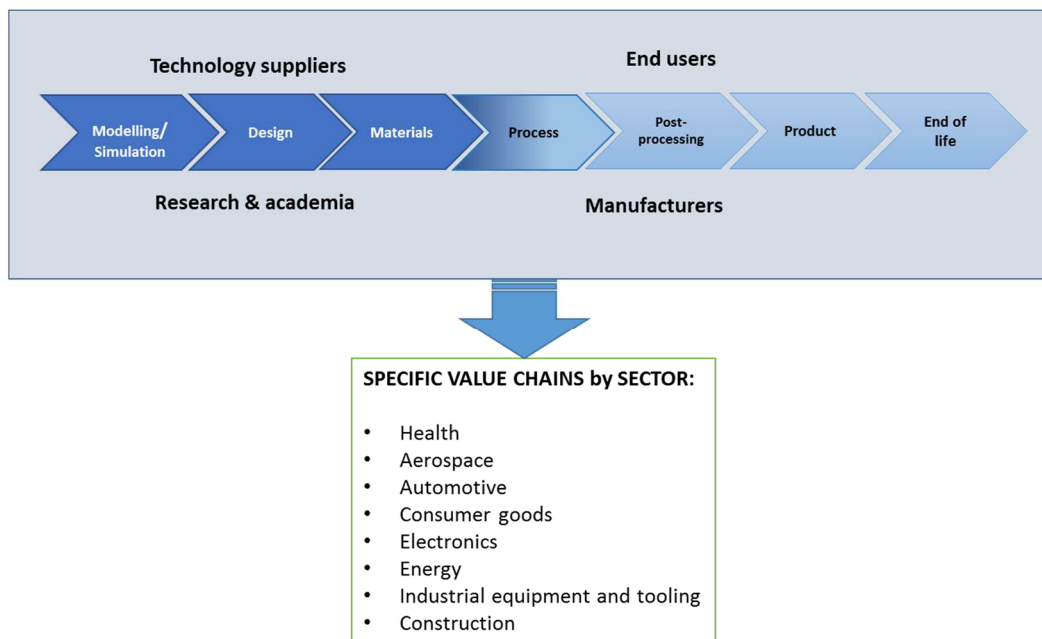 Technology suppliers
End users
Modelling/
Simulation
Design
Materials
Process
Post-
processing
Product
End of
life
Research & academia
Manufacturers
SPECIFIC VALUE CHAINS by SECTOR:
• Health
• Aerospace
• Automotive
• Consumer goods
• Electronics
• Energy
• Industrial equipment and tooling
• Construction